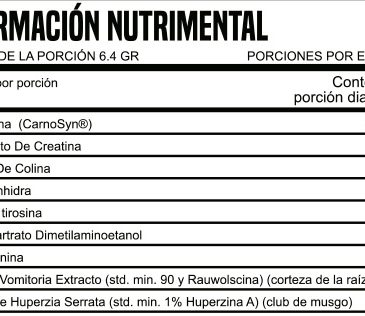 RMACIÓN NUTRIMENTAL
DE LA PORCIÓN 6.4 GR PORCIONES POR E
por porción Cont
porción dia
na (CarnoSyn®)
to De Creatina
De Colina
nhidra
tirosina
artrato Dimetilaminoetanol
nina
Vomitoria Extracto (std. min. 90 y Rauwolscina) (corteza de la raíz
e Huperzia Serrata (std. min. 1% Huperzina A) (club de musgo)